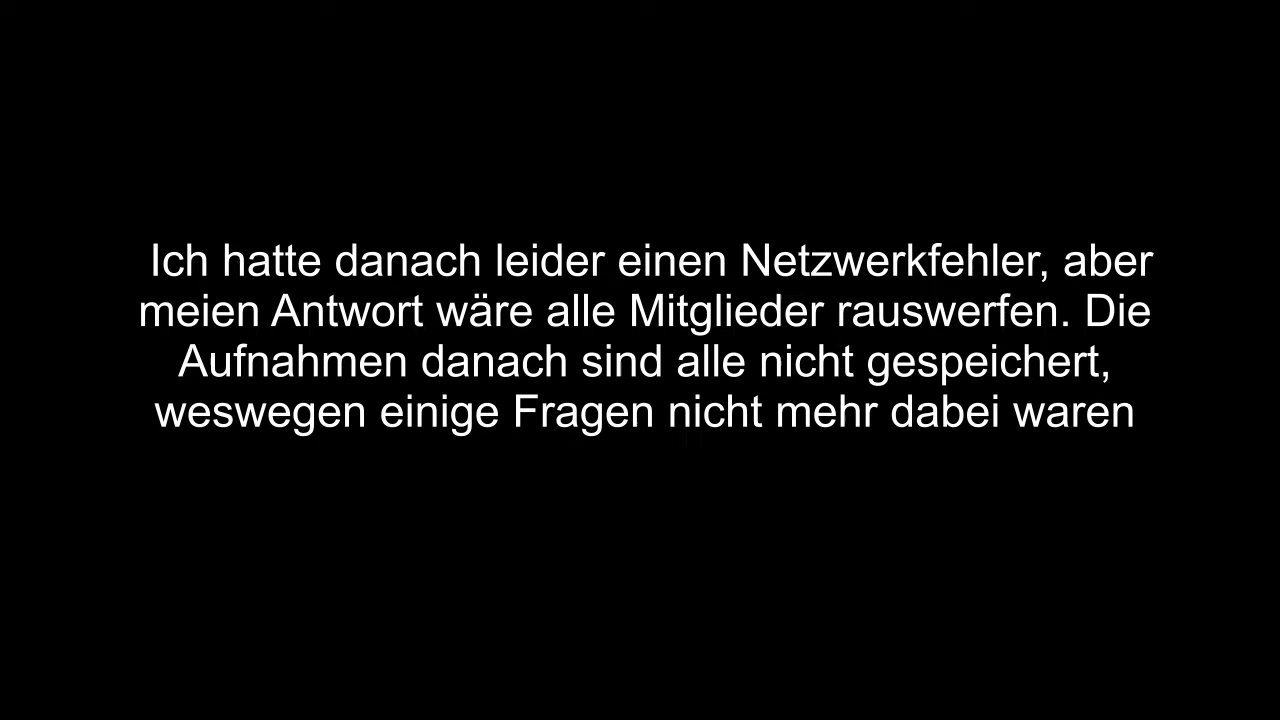 Ich hatte danach leider einen Netzwerkfehler, aber
meien Antwort wäre alle Mitglieder rauswerfen. Die
Aufnahmen danach sind alle nicht gespeichert,
weswegen einige Fragen nicht mehr dabei waren